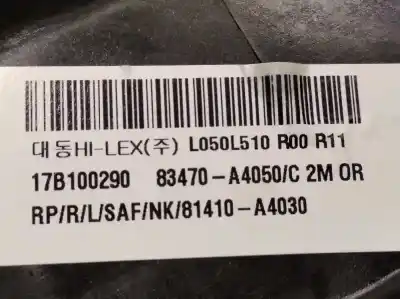 대동HI-LEX(주) L050L510 R00 R11
17B100290 83470-A4050/C 2M OR
RP/R/L/SAF/NK/81410-A4030